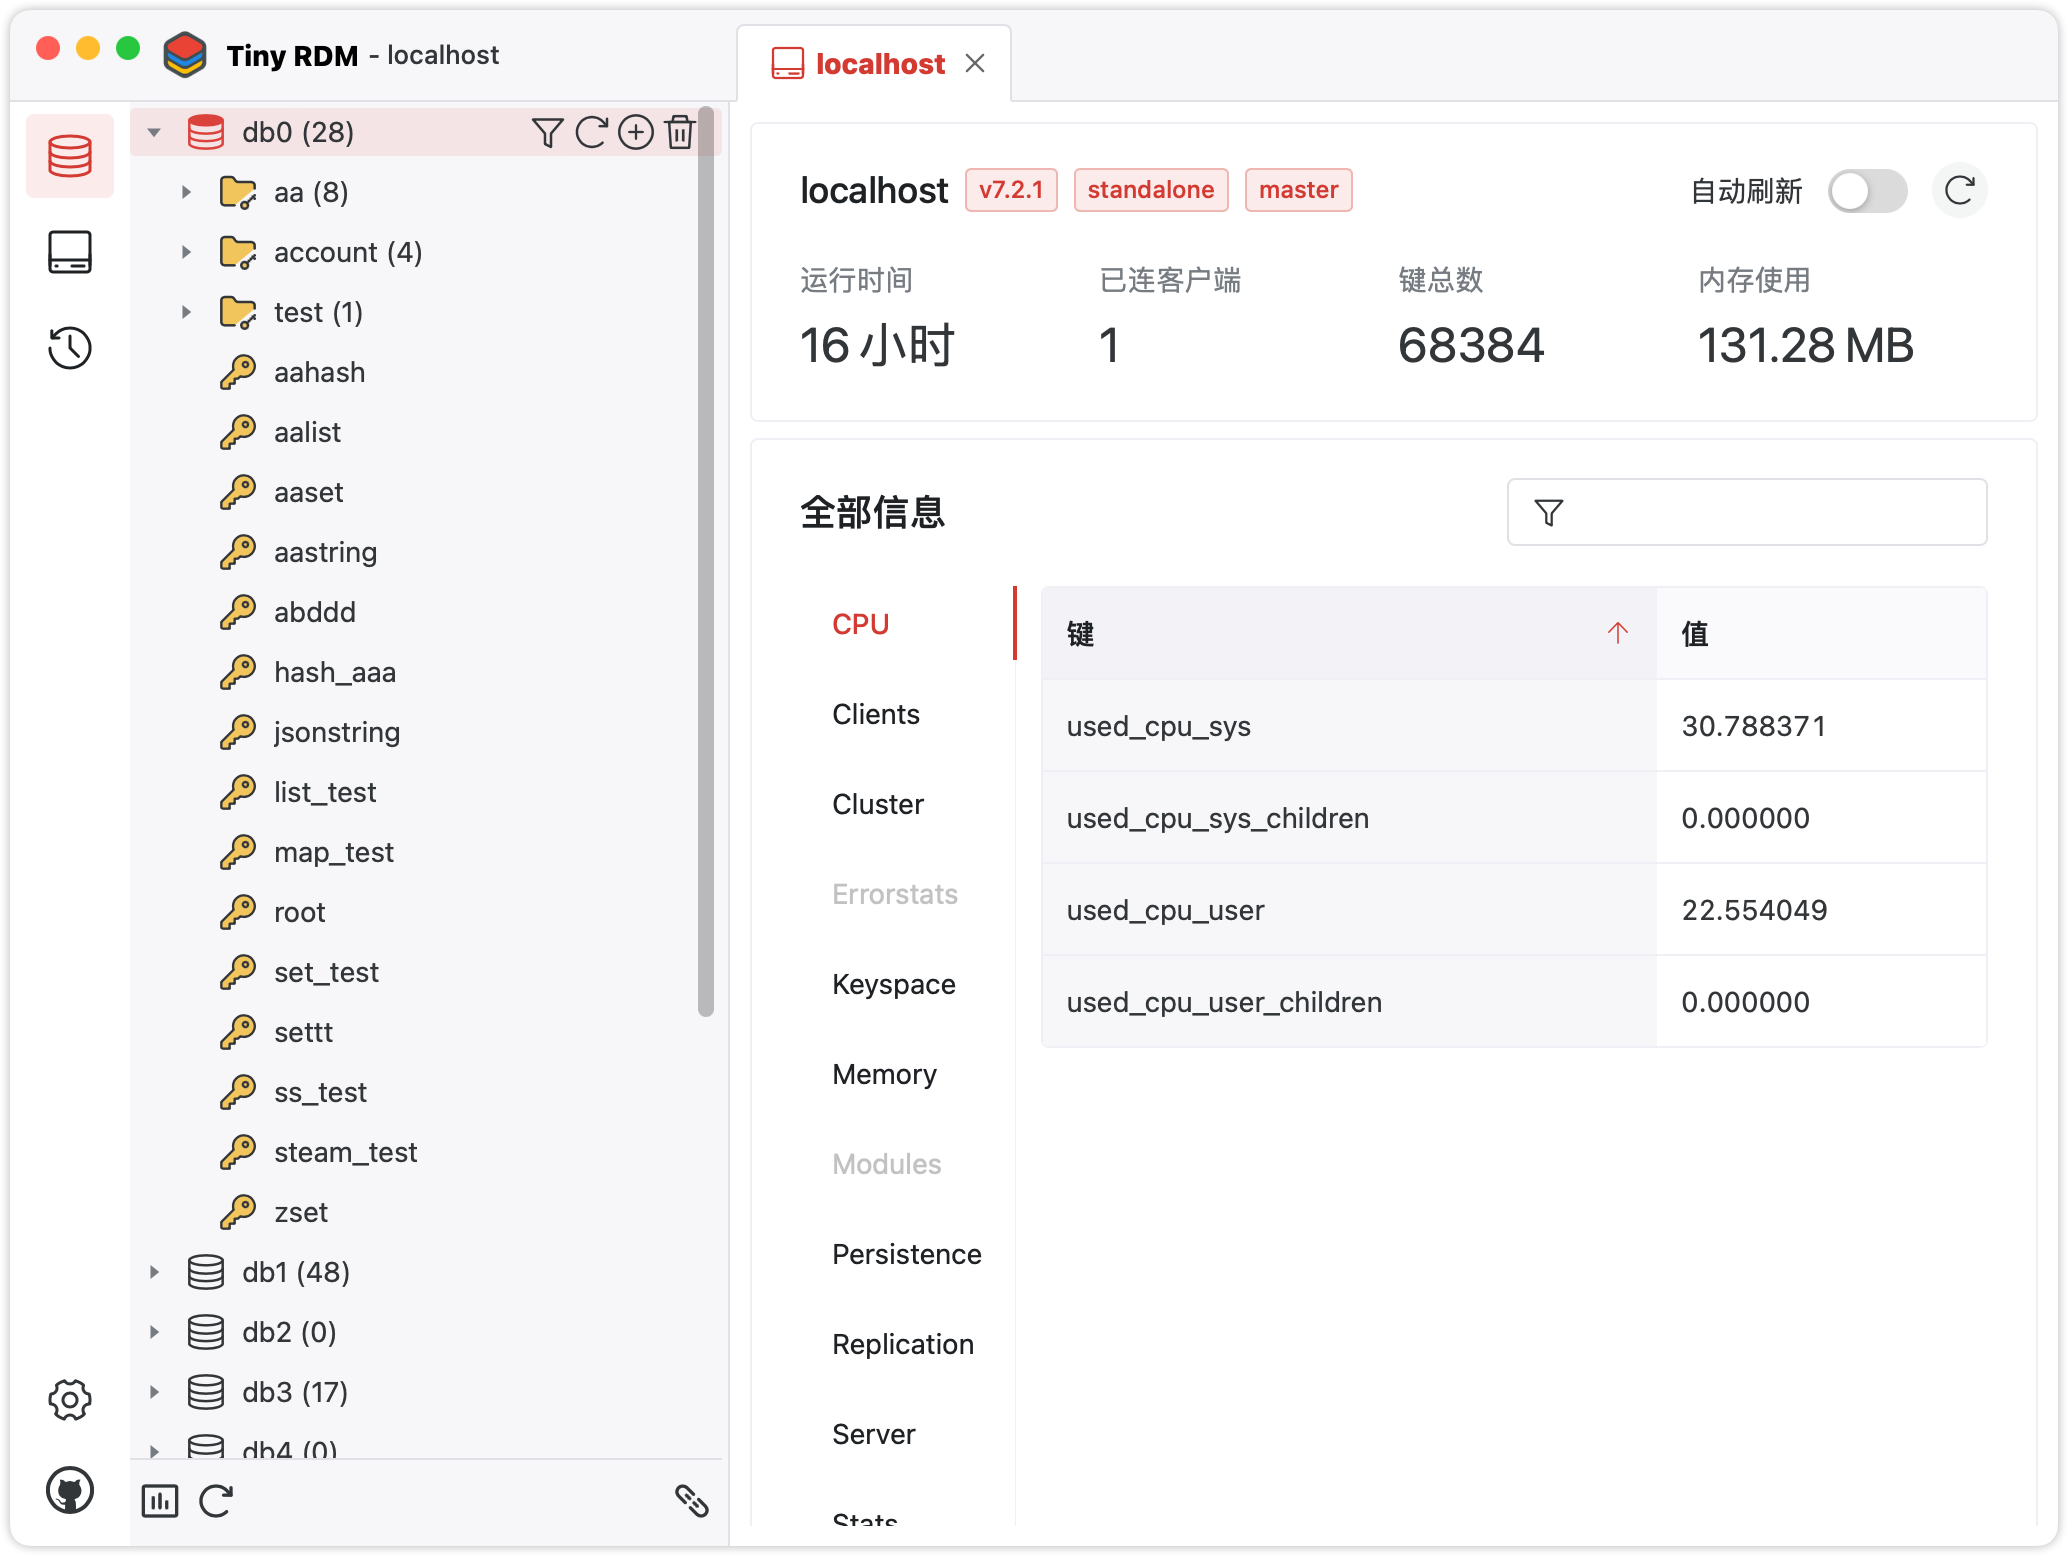 Tiny RDM - localhost
localhost
db0 (28)
aa (8)
account (4)
test (1)
aahash
aalist
aaset
aastring
abddd
hash_aaa
jsonstring
list_test
map_test
root
set_test
settt
ss_test
steam_test
zset
db1 (48)
db2 (0)
db3 (17)
db4 (0)
localhost v7.2.1 standalone master 自动刷新
运行时间 已连客户端 键总数 内存使用
16 小时 1 68384 131.28 MB
全部信息
CPU
Clients
Cluster
Errorstats
Keyspace
Memory
Modules
Persistence
Replication
Server
Stats
键 值
used_cpu_sys 30.788371
used_cpu_sys_children 0.000000
used_cpu_user 22.554049
used_cpu_user_children 0.000000